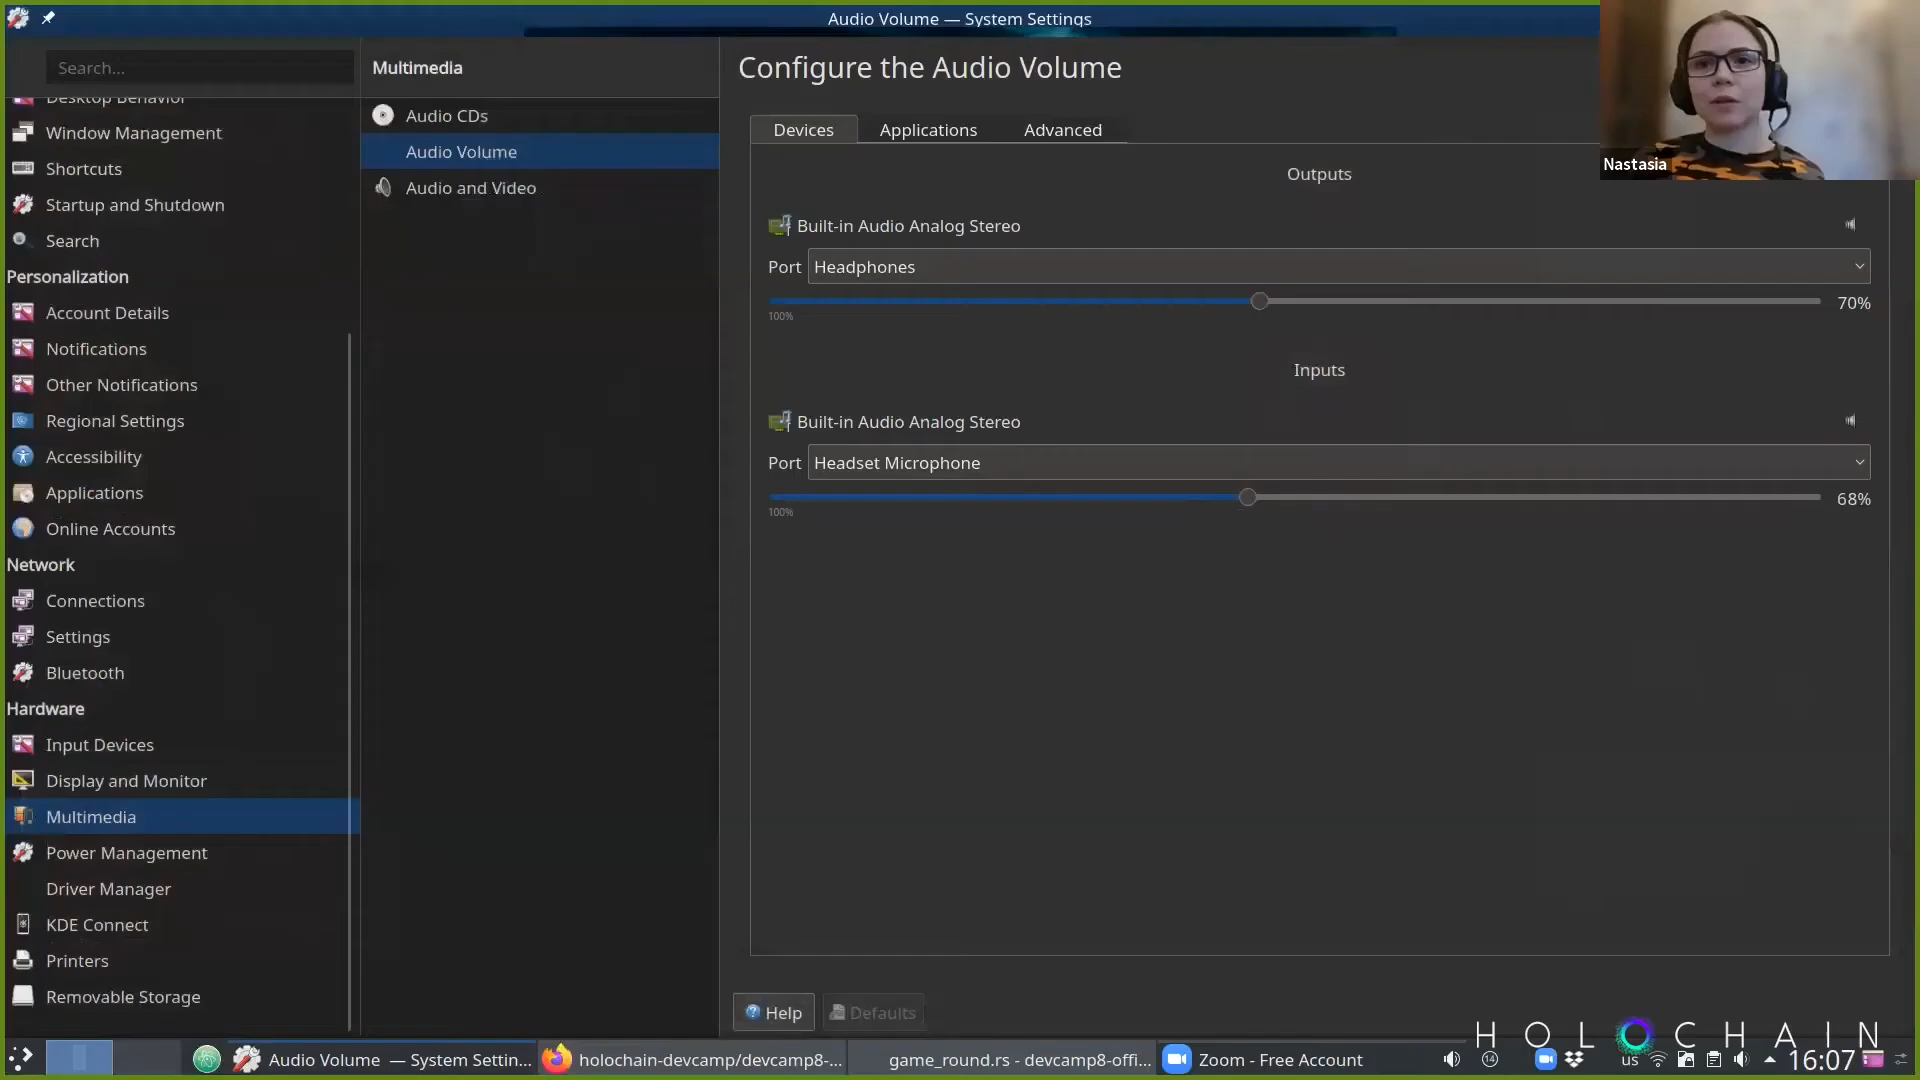 Audio Volume — System Settings
Search...
Desktop Behavior
Window Management
Shortcuts
Startup and Shutdown
Search
Personalization
Account Details
Notifications
Other Notifications
Regional Settings
Accessibility
Applications
Online Accounts
Network
Connections
Settings
Bluetooth
Hardware
Input Devices
Display and Monitor
Multimedia
Power Management
Driver Manager
KDE Connect
Printers
Removable Storage
Multimedia
Audio CDs
Audio Volume
Audio and Video
Configure the Audio Volume
Devices Applications Advanced
Outputs
Built-in Audio Analog Stereo
Port Headphones
70%
100%
Inputs
Built-in Audio Analog Stereo
Port Headset Microphone
68%
100%
Help Defaults
Nastasia
HOLOCHAIN
Audio Volume — System Settin... holochain-devcamp/devcamp8-... game_round.rs - devcamp8-offi... Zoom - Free Account 14 us 16:07